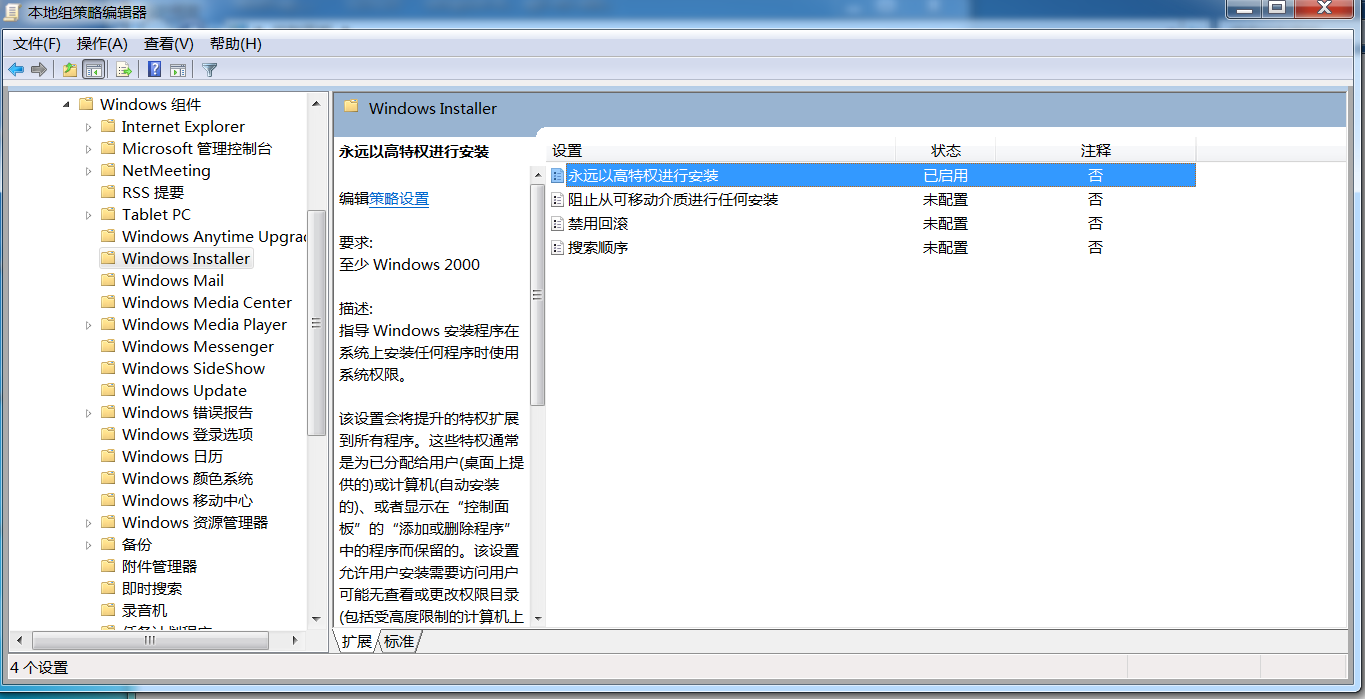 本地组策略编辑器
文件(F) 操作(A) 查看(V) 帮助(H)
Windows 组件
Internet Explorer
Microsoft 管理控制台
NetMeeting
RSS 提要
Tablet PC
Windows Anytime Upgra
Windows Installer
Windows Mail
Windows Media Center
Windows Media Player
Windows Messenger
Windows SideShow
Windows Update
Windows 错误报告
Windows 登录选项
Windows 日历
Windows 颜色系统
Windows 移动中心
Windows 资源管理器
备份
附件管理器
即时搜索
录音机
任务计划程序
Windows Installer
永远以高特权进行安装
编辑策略设置
要求:
至少 Windows 2000
描述:
指导 Windows 安装程序在
系统上安装任何程序时使用
系统权限。
该设置会将提升的特权扩展
到所有程序。这些特权通常
是为已分配给用户(桌面上提
供的)或计算机(自动安装
的)、或者显示在“控制面
板”的“添加或删除程序”
中的程序而保留的。该设置
允许用户安装需要访问用户
可能无查看或更改权限目录
(包括受高度限制的计算机上
设置 状态 注释
永远以高特权进行安装 已启用 否
阻止从可移动介质进行任何安装 未配置 否
禁用回滚 未配置 否
搜索顺序 未配置 否
扩展 标准
4 个设置